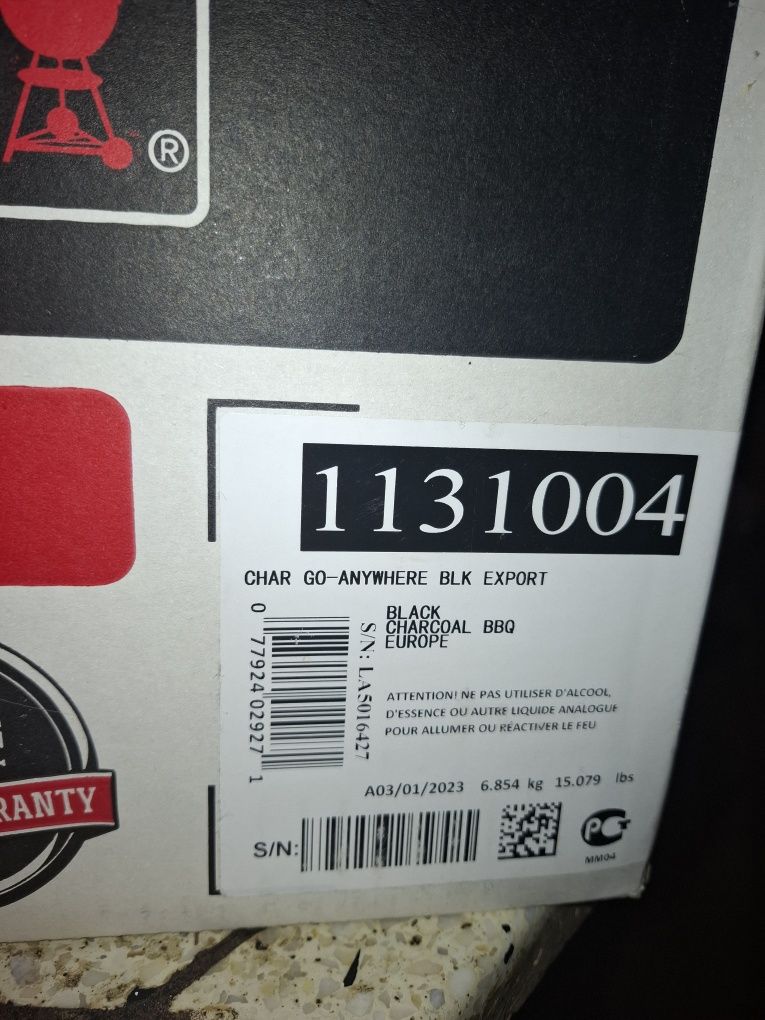 ®
1131004
CHAR GO-ANYWHERE BLK EXPORT
BLACK
CHARCOAL BBQ
EUROPE
0 77924 02927 1
S/N: LA5016427
ATTENTION! NE PAS UTILISER D'ALCOOL,
D'ESSENCE OU AUTRE LIQUIDE ANALOGUE
POUR ALLUMER OU RÉACTIVER LE FEU
A03/01/2023 6.854 kg 15.079 lbs
RANTY
S/N:
MM04